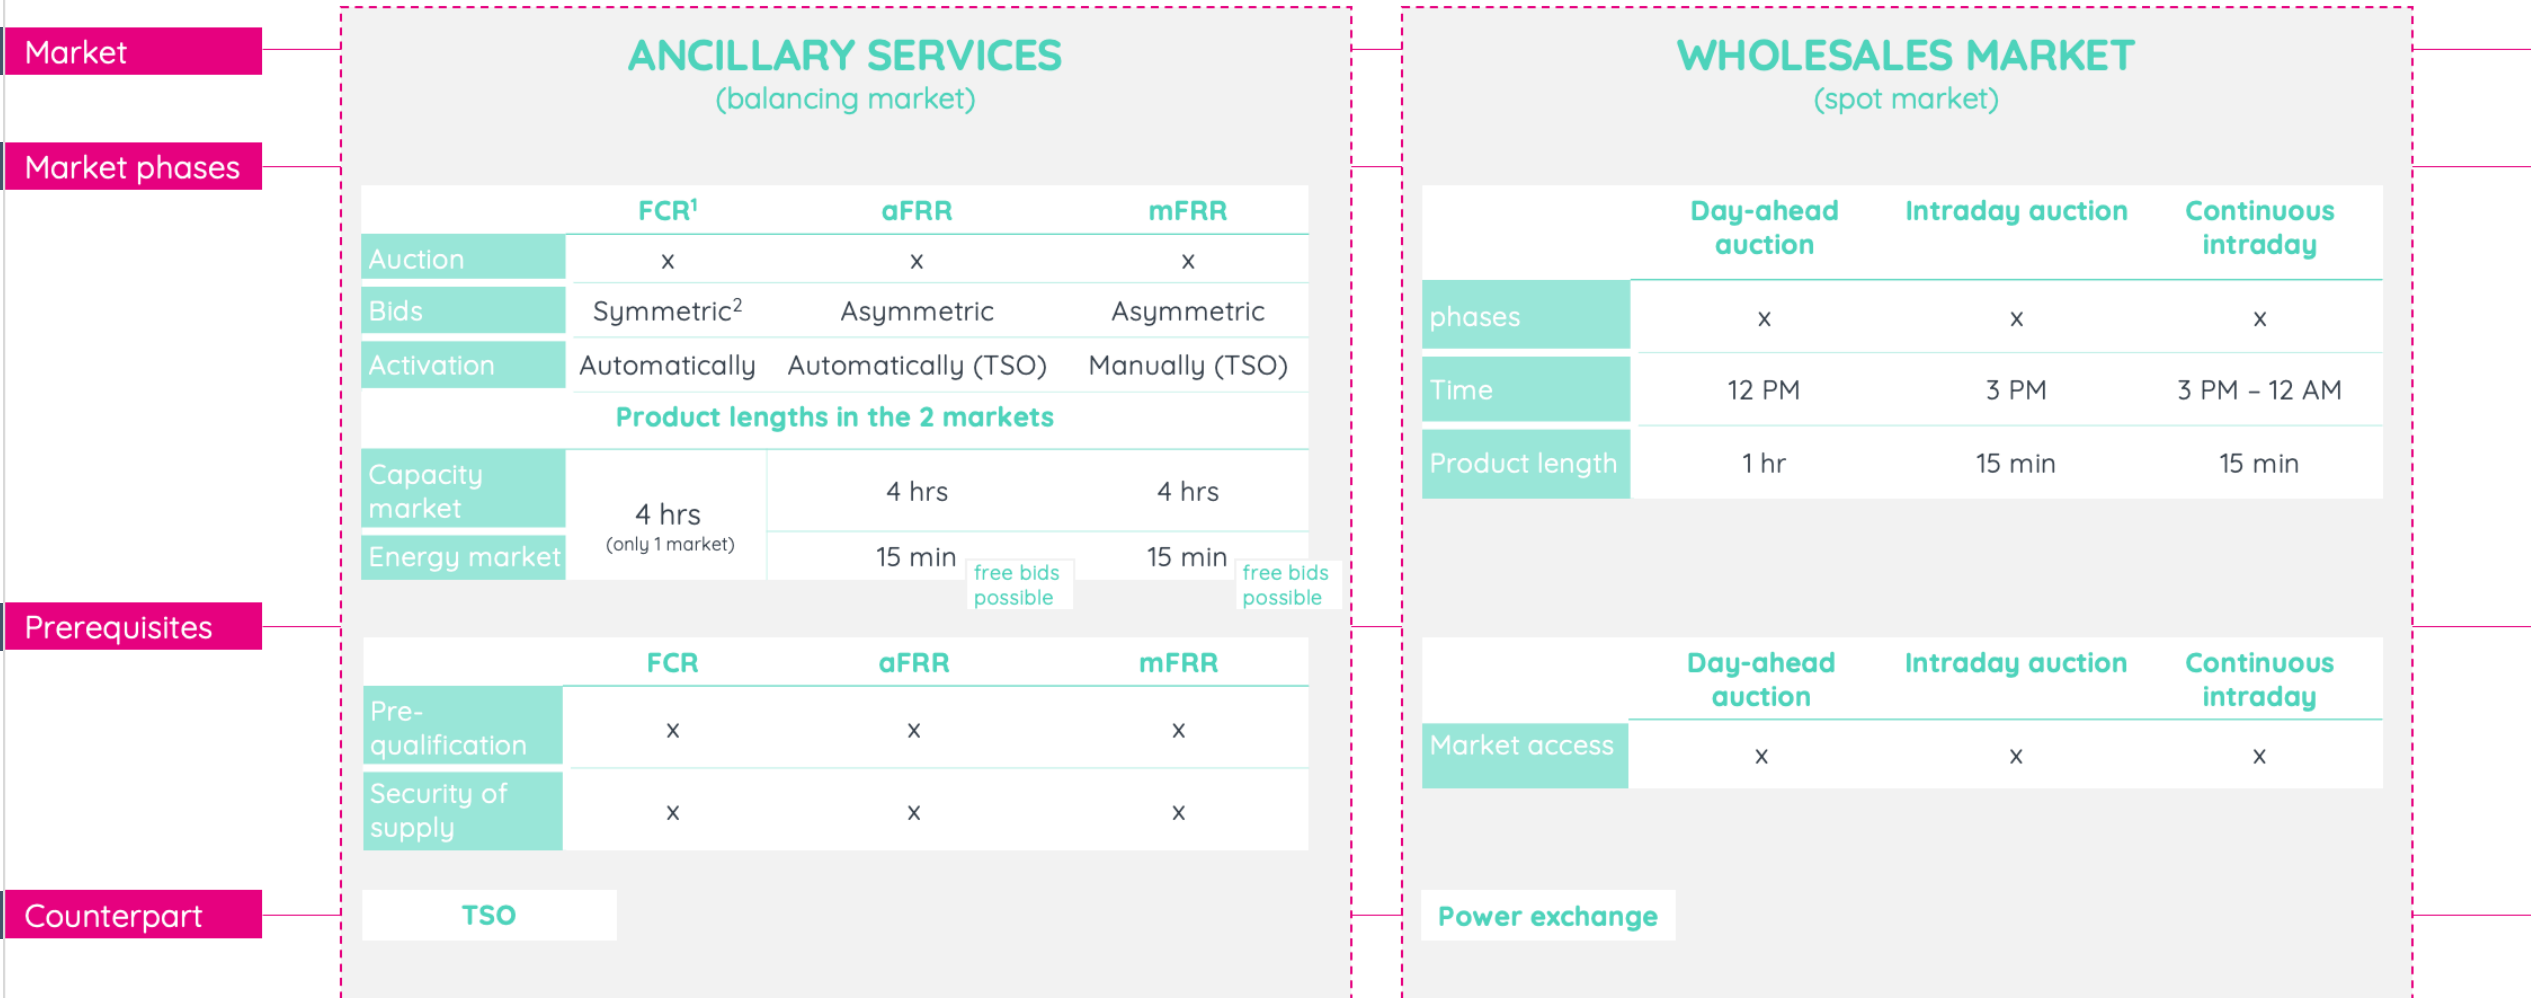 Market
ANCILLARY SERVICES
(balancing market)
WHOLESALES MARKET
(spot market)
Market phases
FCR¹ aFRR mFRR
Auction x x x
Bids Symmetric² Asymmetric Asymmetric
Activation Automatically Automatically (TSO) Manually (TSO)
Product lengths in the 2 markets
Capacity
market
4 hrs
(only 1 market)
4 hrs 4 hrs
Energy market 15 min 15 min
free bids
possible
free bids
possible
Day-ahead
auction
Intraday auction
Continuous
intraday
phases x x x
Time 12 PM 3 PM 3 PM – 12 AM
Product length 1 hr 15 min 15 min
Prerequisites
FCR aFRR mFRR
Pre-
qualification
x x x
Security of
supply
x x x
Day-ahead
auction
Intraday auction
Continuous
intraday
Market access x x x
Counterpart
TSO
Power exchange